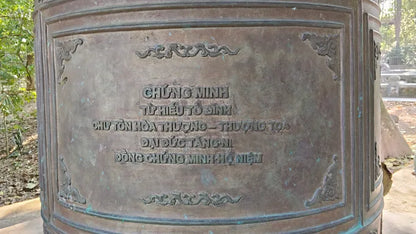 CHỨNG MINH
TỪ HIẾU TỔ ĐÌNH
CHƯ TÔN HÒA THƯỢNG – THƯỢNG TỌA
ĐẠI ĐỨC TĂNG NI
ĐỒNG CHỨNG MINH HỘ NIỆM